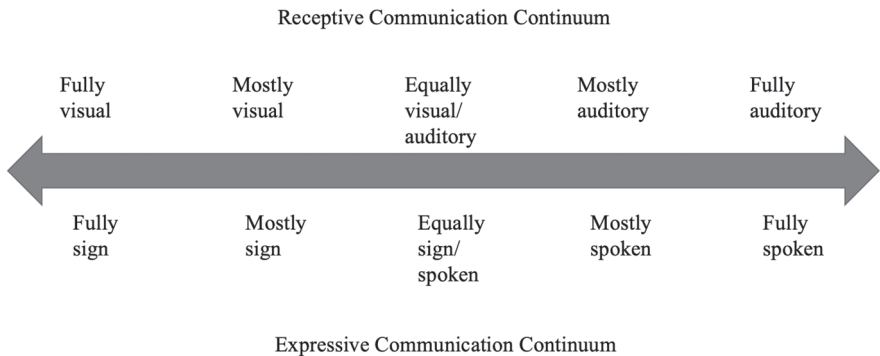 Receptive Communication Continuum
Fully visual
Mostly visual
Equally visual/ auditory
Mostly auditory
Fully auditory
Fully sign
Mostly sign
Equally sign/ spoken
Mostly spoken
Fully spoken
Expressive Communication Continuum